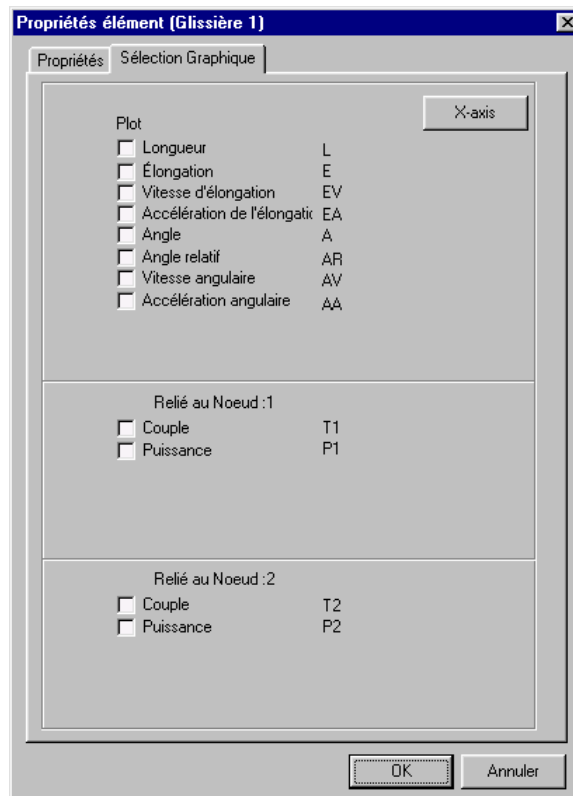 Propriétés élément (Glissière 1)
Propriétés Sélection Graphique
X-axis
Plot
Longueur L
Élongation E
Vitesse d'élongation EV
Accélération de l'élongatic EA
Angle A
Angle relatif AR
Vitesse angulaire AV
Accélération angulaire AA
Relié au Noeud :1
Couple T1
Puissance P1
Relié au Noeud :2
Couple T2
Puissance P2
OK Annuler